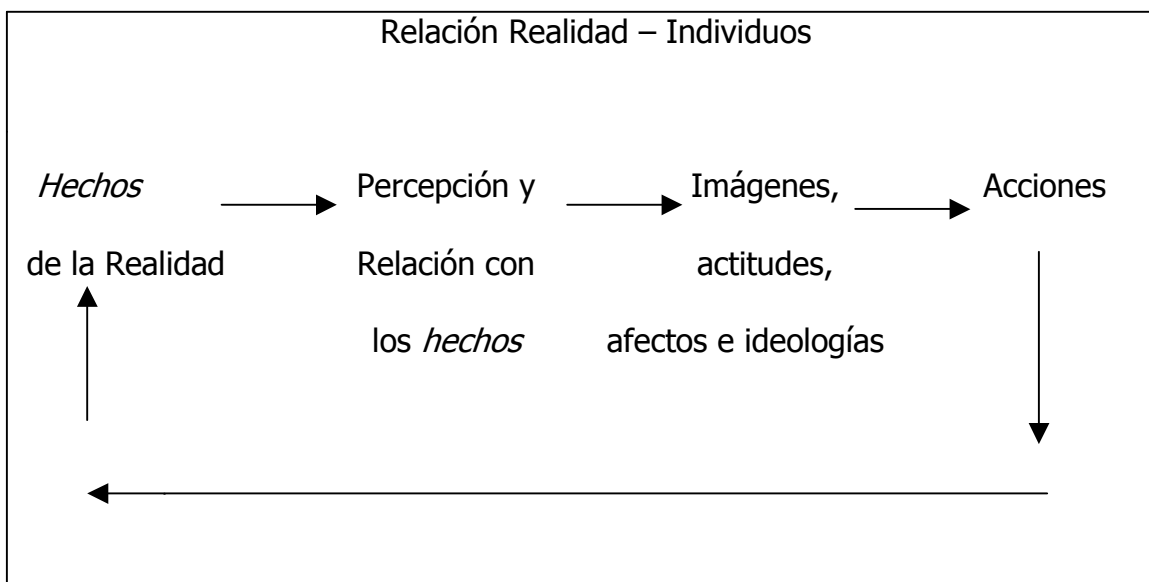 Relación Realidad – Individuos
Hechos
de la Realidad
Percepción y
Relación con
los hechos
Imágenes,
actitudes,
afectos e ideologías
Acciones